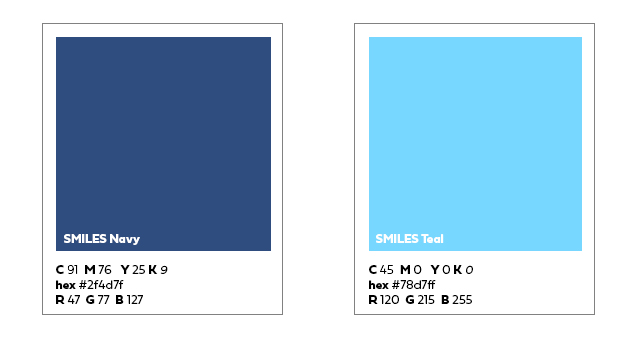 SMILES Navy
C 91 M 76 Y 25 K 9
hex #2f4d7f
R 47 G 77 B 127
SMILES Teal
C 45 M 0 Y 0 K 0
hex #78d7ff
R 120 G 215 B 255